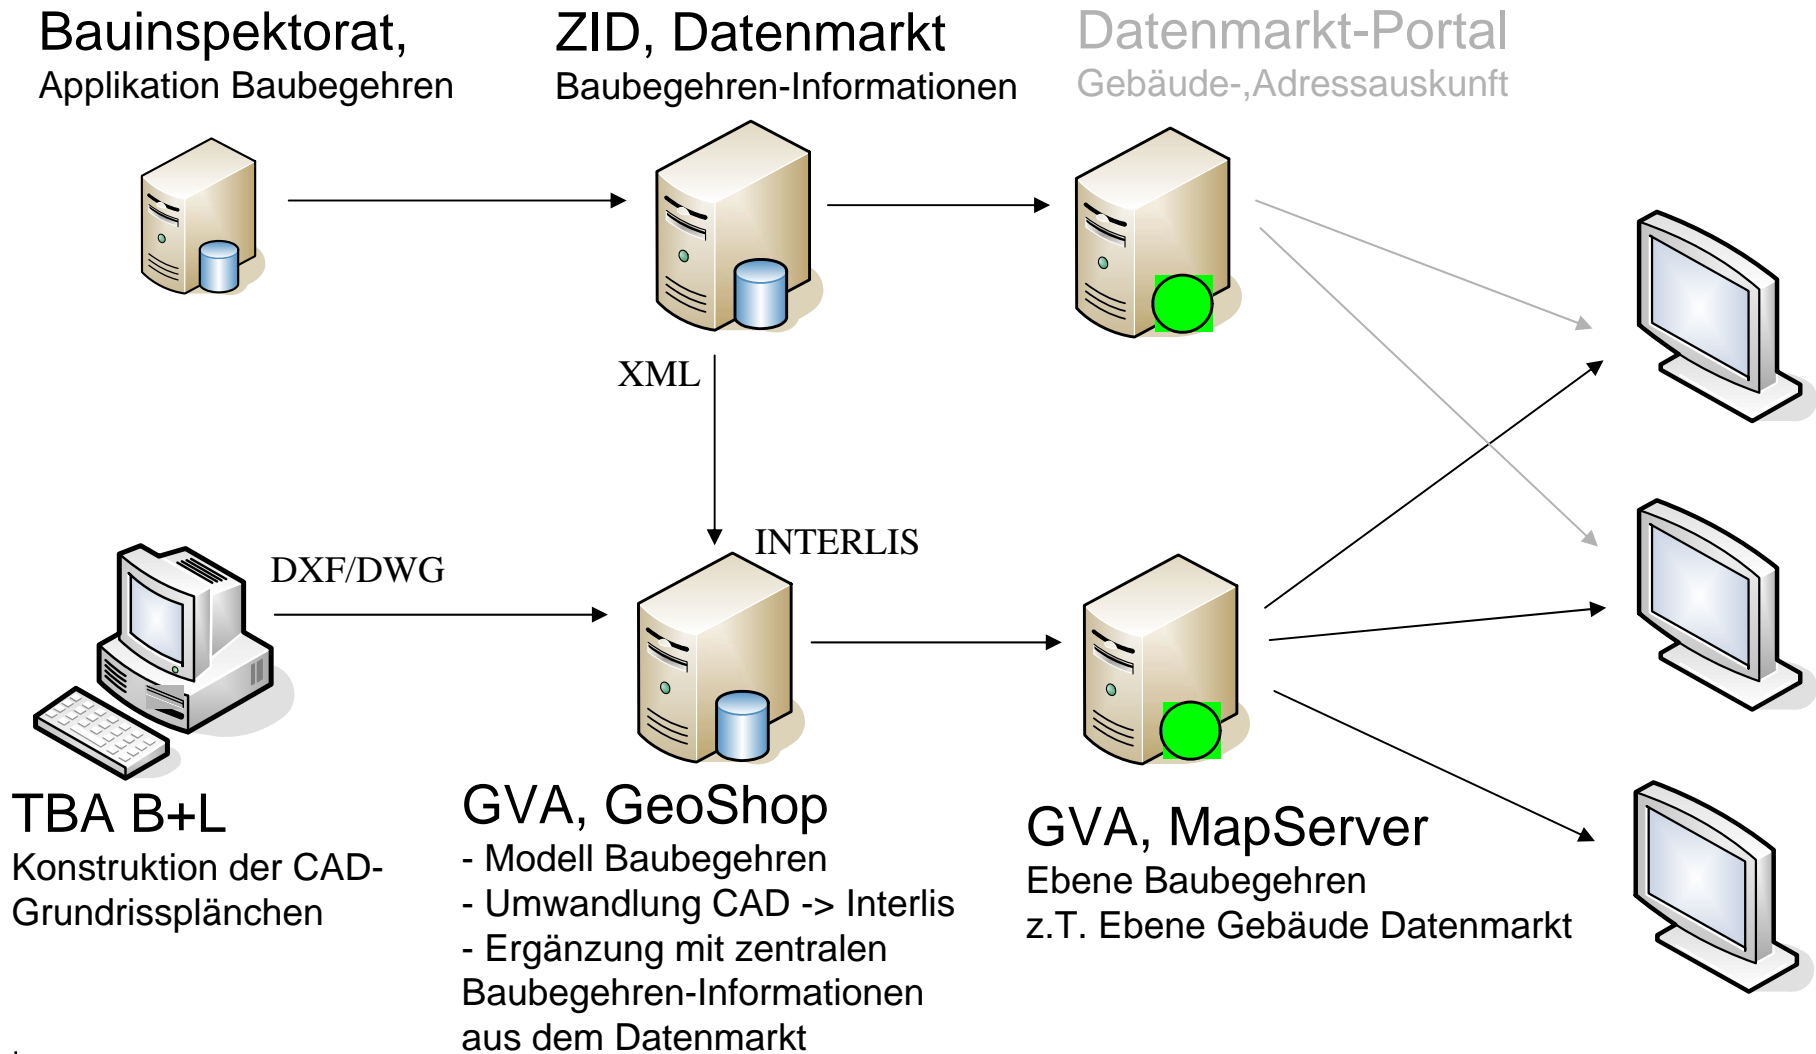 Bauinspektorat,
Applikation Baubegehren
ZID, Datenmarkt
Baubegehren-Informationen
Datenmarkt-Portal
Gebäude-,Adressauskunft
XML
DXF/DWG
INTERLIS
TBA B+L
Konstruktion der CAD-
Grundrissplänchen
GVA, GeoShop
- Modell Baubegehren
- Umwandlung CAD -> Interlis
- Ergänzung mit zentralen
Baubegehren-Informationen
aus dem Datenmarkt
GVA, MapServer
Ebene Baubegehren
z.T. Ebene Gebäude Datenmarkt
.